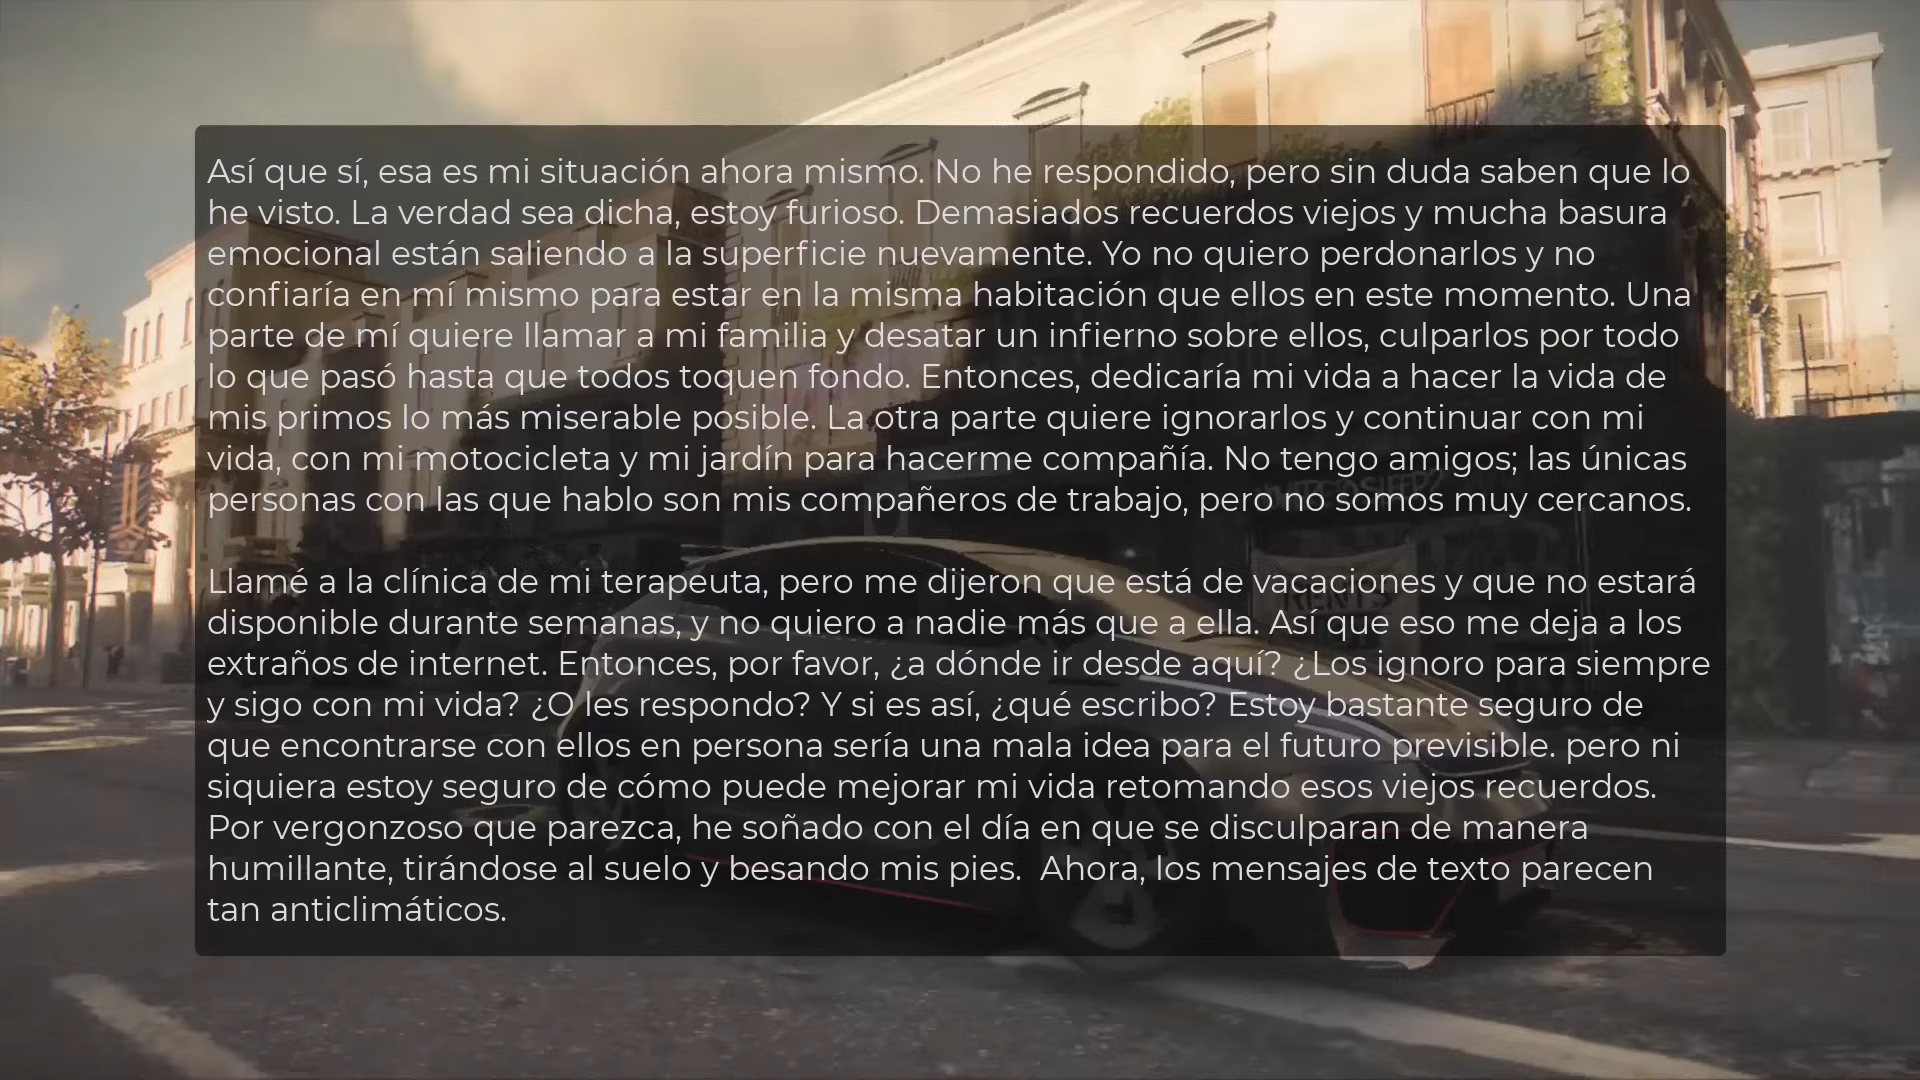 Así que sí, esa es mi situación ahora mismo. No he respondido, pero sin duda saben que lo
he visto. La verdad sea dicha, estoy furioso. Demasiados recuerdos viejos y mucha basura
emocional están saliendo a la superficie nuevamente. Yo no quiero perdonarlos y no
confiaría en mí mismo para estar en la misma habitación que ellos en este momento. Una
parte de mí quiere llamar a mi familia y desatar un infierno sobre ellos, culparlos por todo
lo que pasó hasta que todos toquen fondo. Entonces, dedicaría mi vida a hacer la vida de
mis primos lo más miserable posible. La otra parte quiere ignorarlos y continuar con mi
vida, con mi motocicleta y mi jardín para hacerme compañía. No tengo amigos; las únicas
personas con las que hablo son mis compañeros de trabajo, pero no somos muy cercanos.
Llamé a la clínica de mi terapeuta, pero me dijeron que está de vacaciones y que no estará
disponible durante semanas, y no quiero a nadie más que a ella. Así que eso me deja a los
extraños de internet. Entonces, por favor, ¿a dónde ir desde aquí? ¿Los ignoro para siempre
y sigo con mi vida? ¿O les respondo? Y si es así, ¿qué escribo? Estoy bastante seguro de
que encontrarse con ellos en persona sería una mala idea para el futuro previsible. pero ni
siquiera estoy seguro de cómo puede mejorar mi vida retomando esos viejos recuerdos.
Por vergonzoso que parezca, he soñado con el día en que se disculparan de manera
humillante, tirándose al suelo y besando mis pies.  Ahora, los mensajes de texto parecen
tan anticlimáticos.